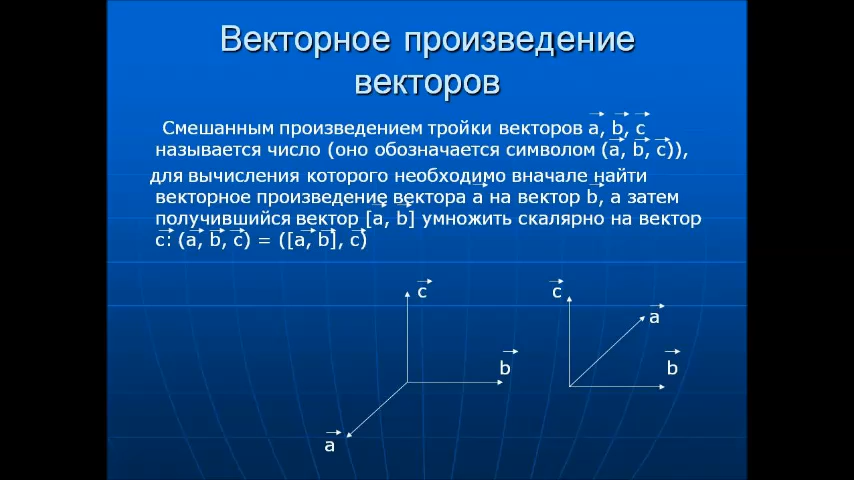 Векторное произведение
векторов
Смешанным произведением тройки векторов a, b, c
называется число (оно обозначается символом (a, b, c)),
для вычисления которого необходимо вначале найти
векторное произведение вектора a на вектор b, а затем
получившийся вектор [a, b] умножить скалярно на вектор
c: (a, b, c) = ([a, b], c)
c
b
a
c
a
b